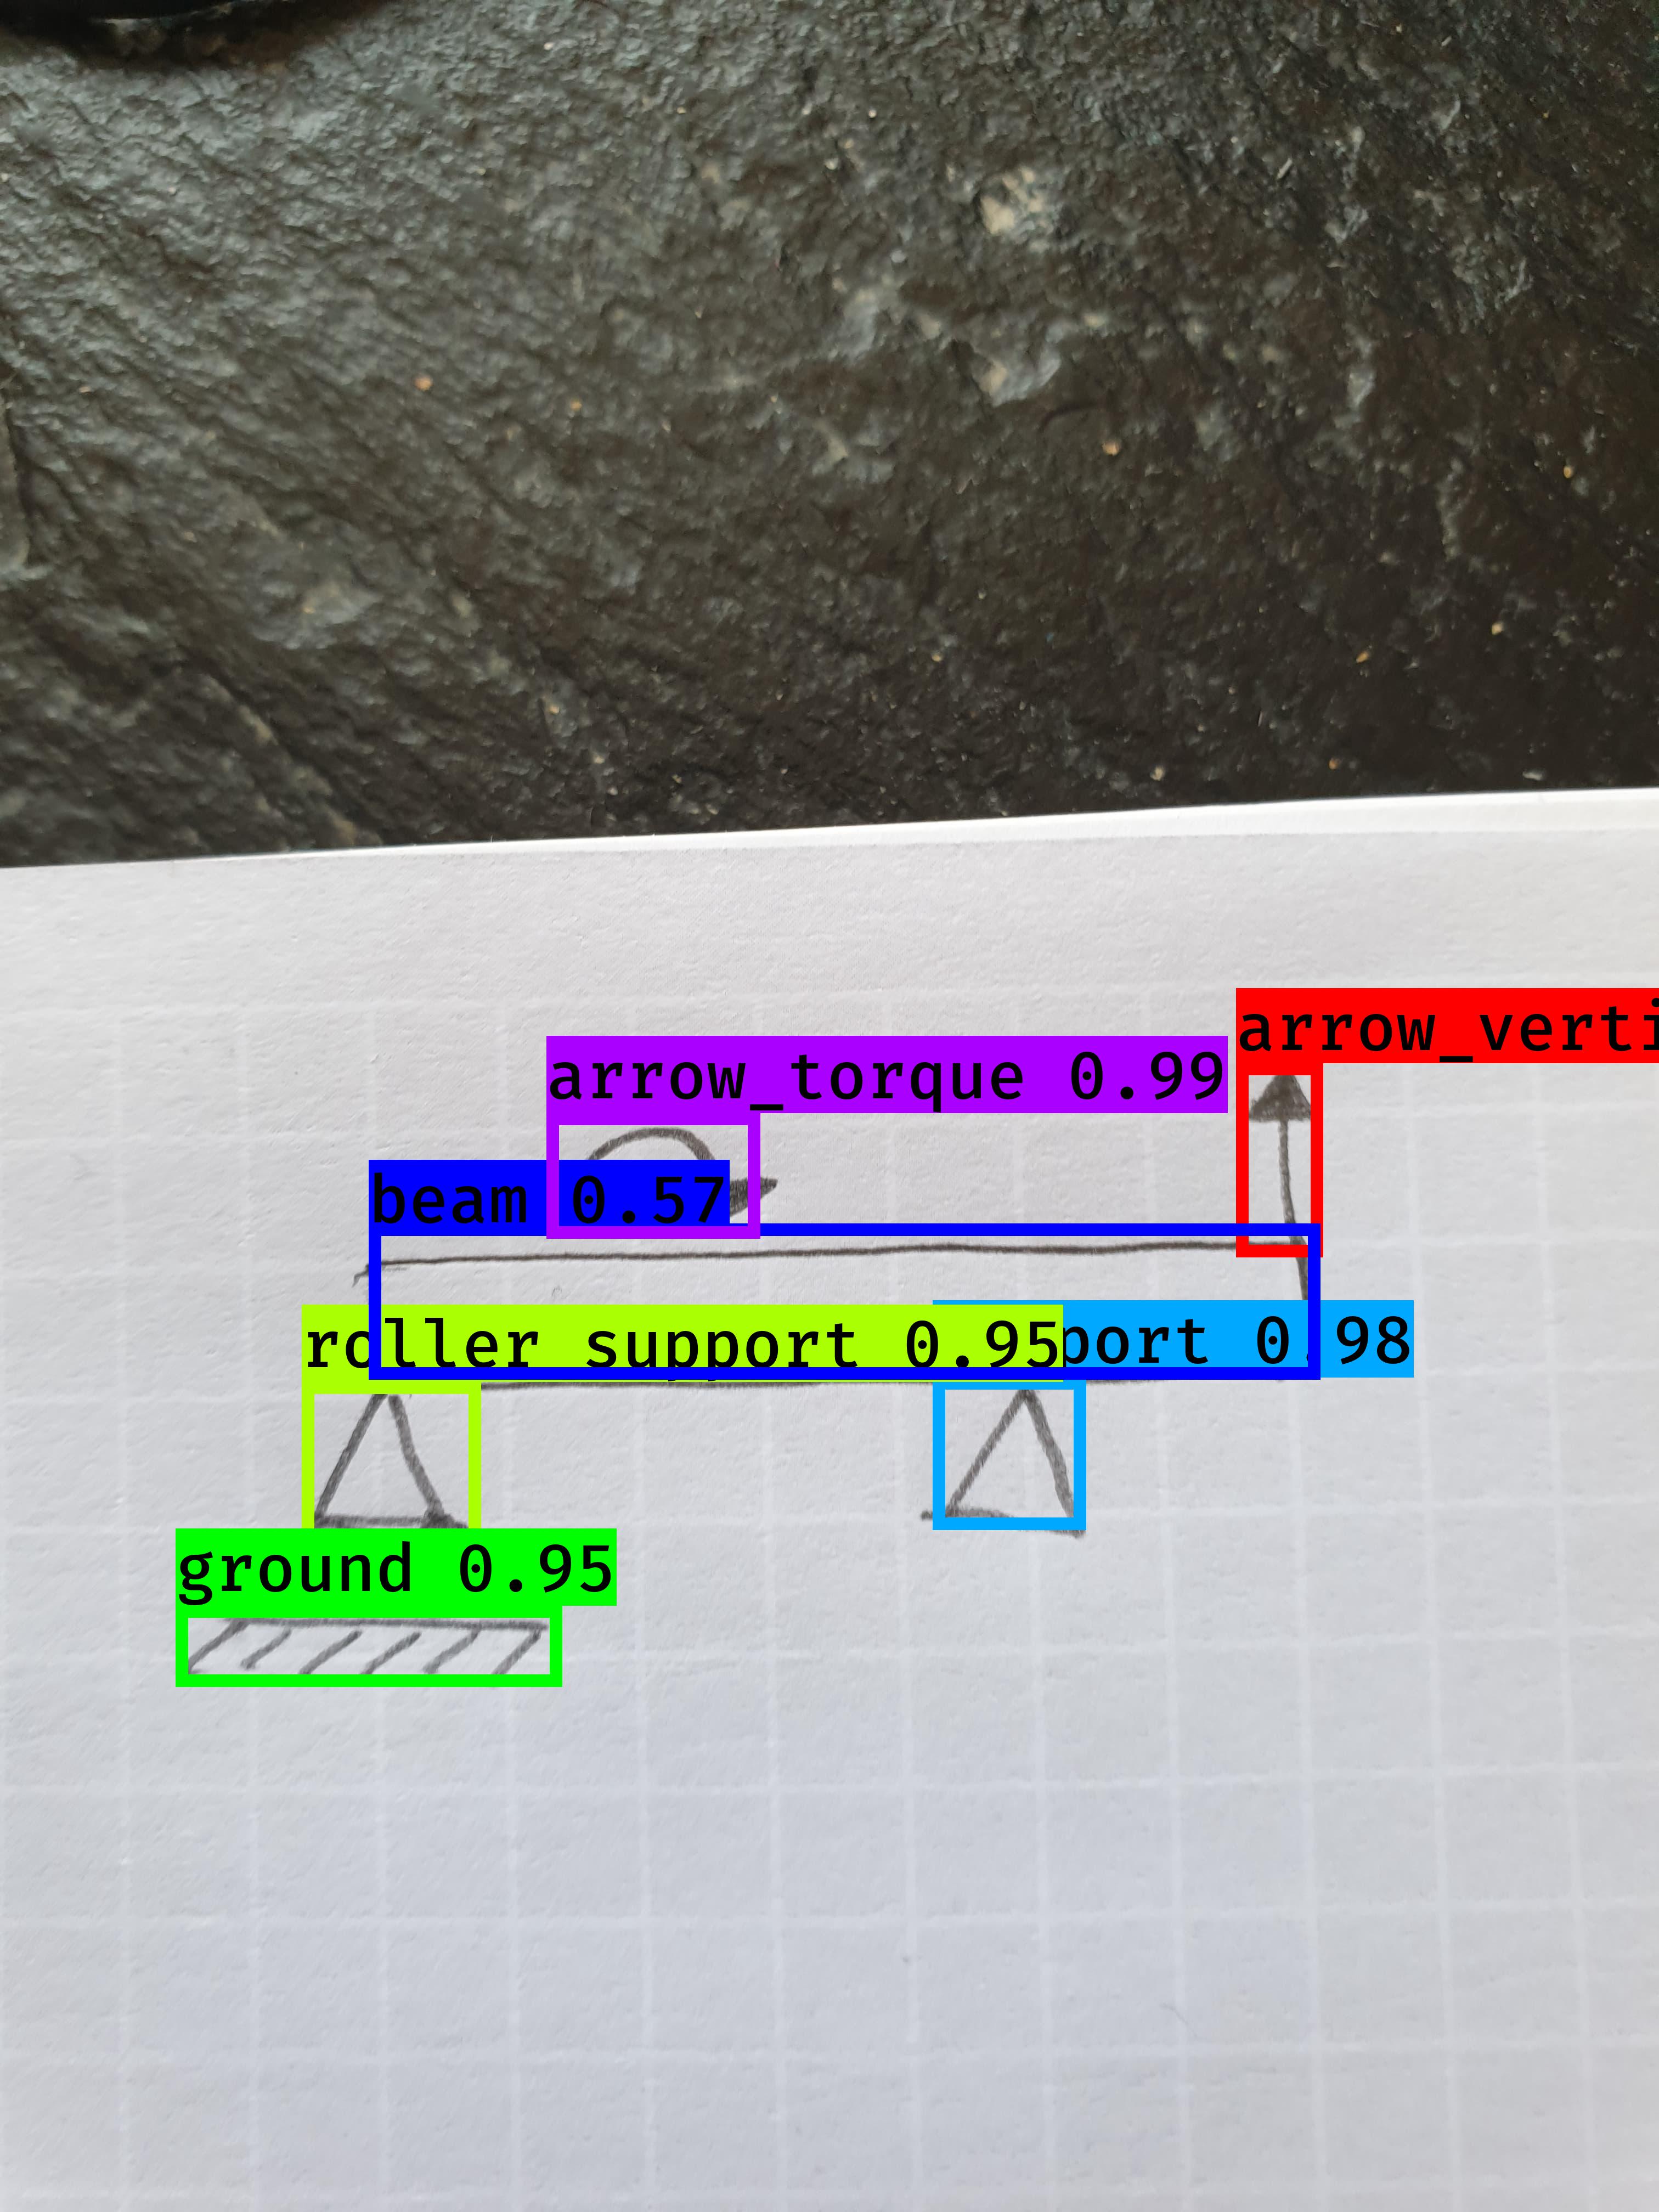 arrow_verti
arrow_torque 0.99
beam 0.57
roller support 0.95
port 0.98
ground 0.95